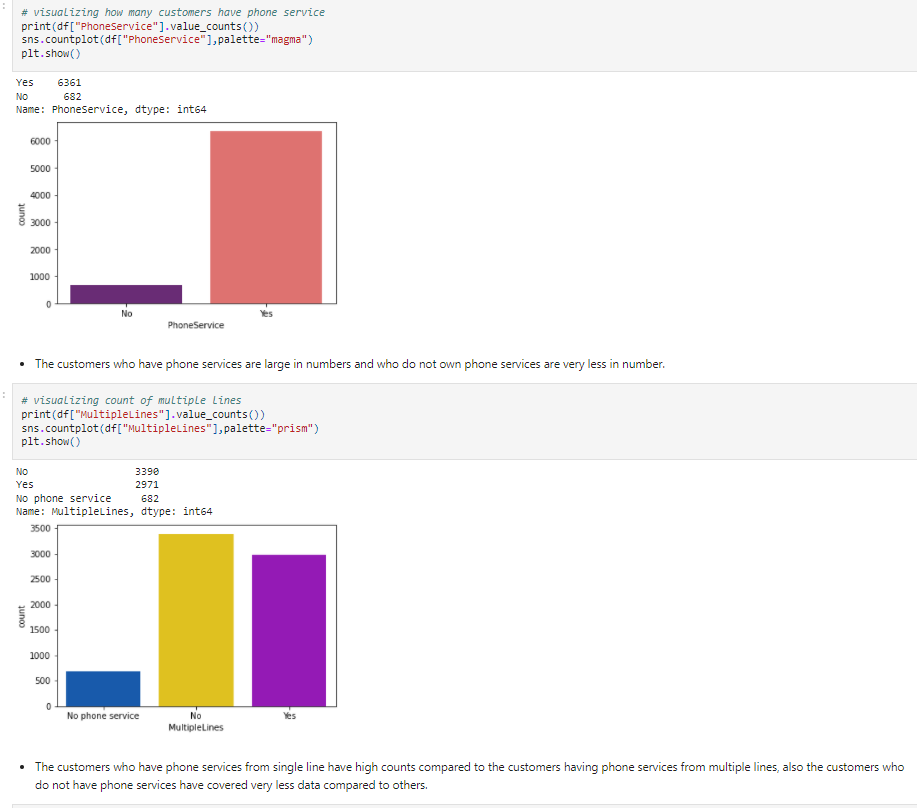 :
# visualizing how many customers have phone service
print(df["PhoneService"].value_counts())
sns.countplot(df["PhoneService"],palette="magma")
plt.show()
Yes    6361
No      682
Name: PhoneService, dtype: int64
6000
5000
4000
3000
2000
1000
0
count
No Yes
PhoneService
• The customers who have phone services are large in numbers and who do not own phone services are very less in number.
:
# visualizing count of multiple lines
print(df["MultipleLines"].value_counts())
sns.countplot(df["MultipleLines"],palette="prism")
plt.show()
No                  3390
Yes                 2971
No phone service     682
Name: MultipleLines, dtype: int64
3500
3000
2500
2000
1500
1000
500
0
count
No phone service No Yes
MultipleLines
• The customers who have phone services from single line have high counts compared to the customers having phone services from multiple lines, also the customers who
do not have phone services have covered very less data compared to others.